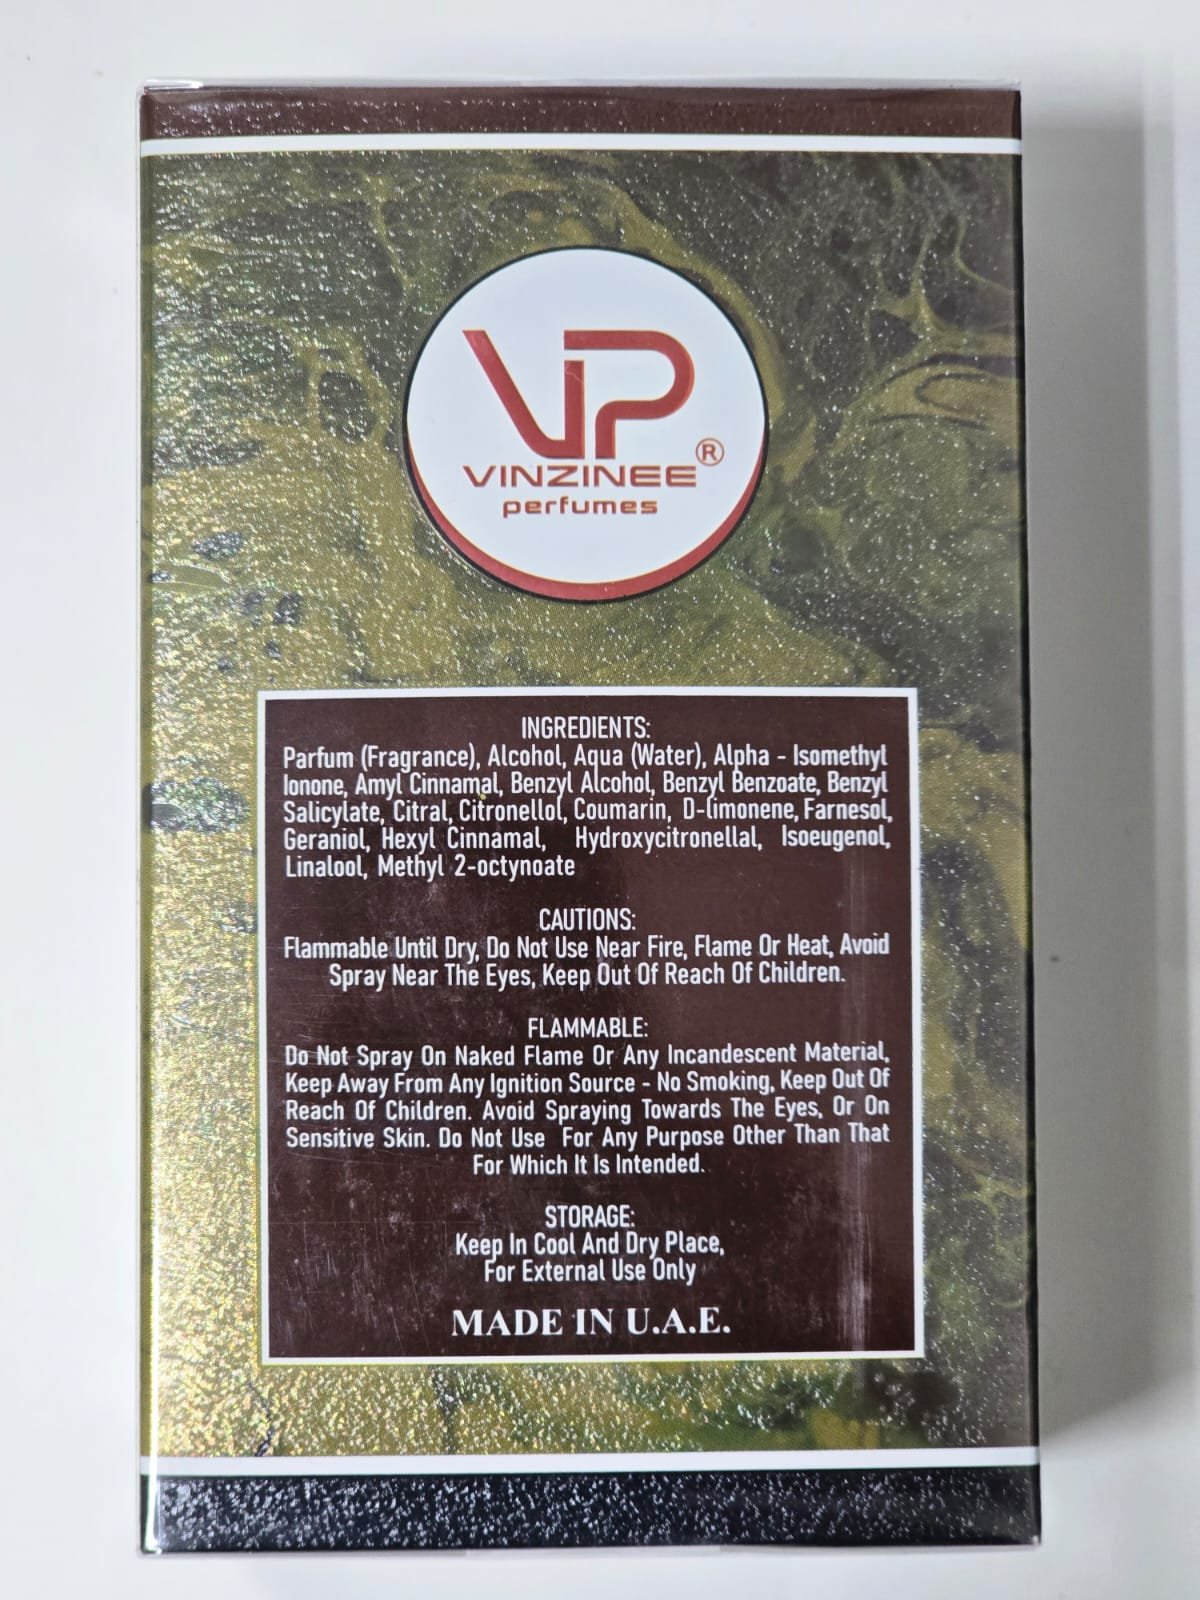 VP
VINZINEE ®
perfumes
INGREDIENTS:
Parfum (Fragrance), Alcohol, Aqua (Water), Alpha - Isomethyl
Ionone, Amyl Cinnamal, Benzyl Alcohol, Benzyl Benzoate, Benzyl
Salicylate, Citral, Citronellol, Coumarin, D-limonene, Farnesol,
Geraniol, Hexyl Cinnamal, Hydroxycitronellal, Isoeugenol,
Linalool, Methyl 2-octynoate
CAUTIONS:
Flammable Until Dry, Do Not Use Near Fire, Flame Or Heat, Avoid
Spray Near The Eyes, Keep Out Of Reach Of Children.
FLAMMABLE:
Do Not Spray On Naked Flame Or Any Incandescent Material,
Keep Away From Any Ignition Source - No Smoking, Keep Out Of
Reach Of Children. Avoid Spraying Towards The Eyes, Or On
Sensitive Skin. Do Not Use For Any Purpose Other Than That
For Which It Is Intended.
STORAGE:
Keep In Cool And Dry Place,
For External Use Only
MADE IN U.A.E.